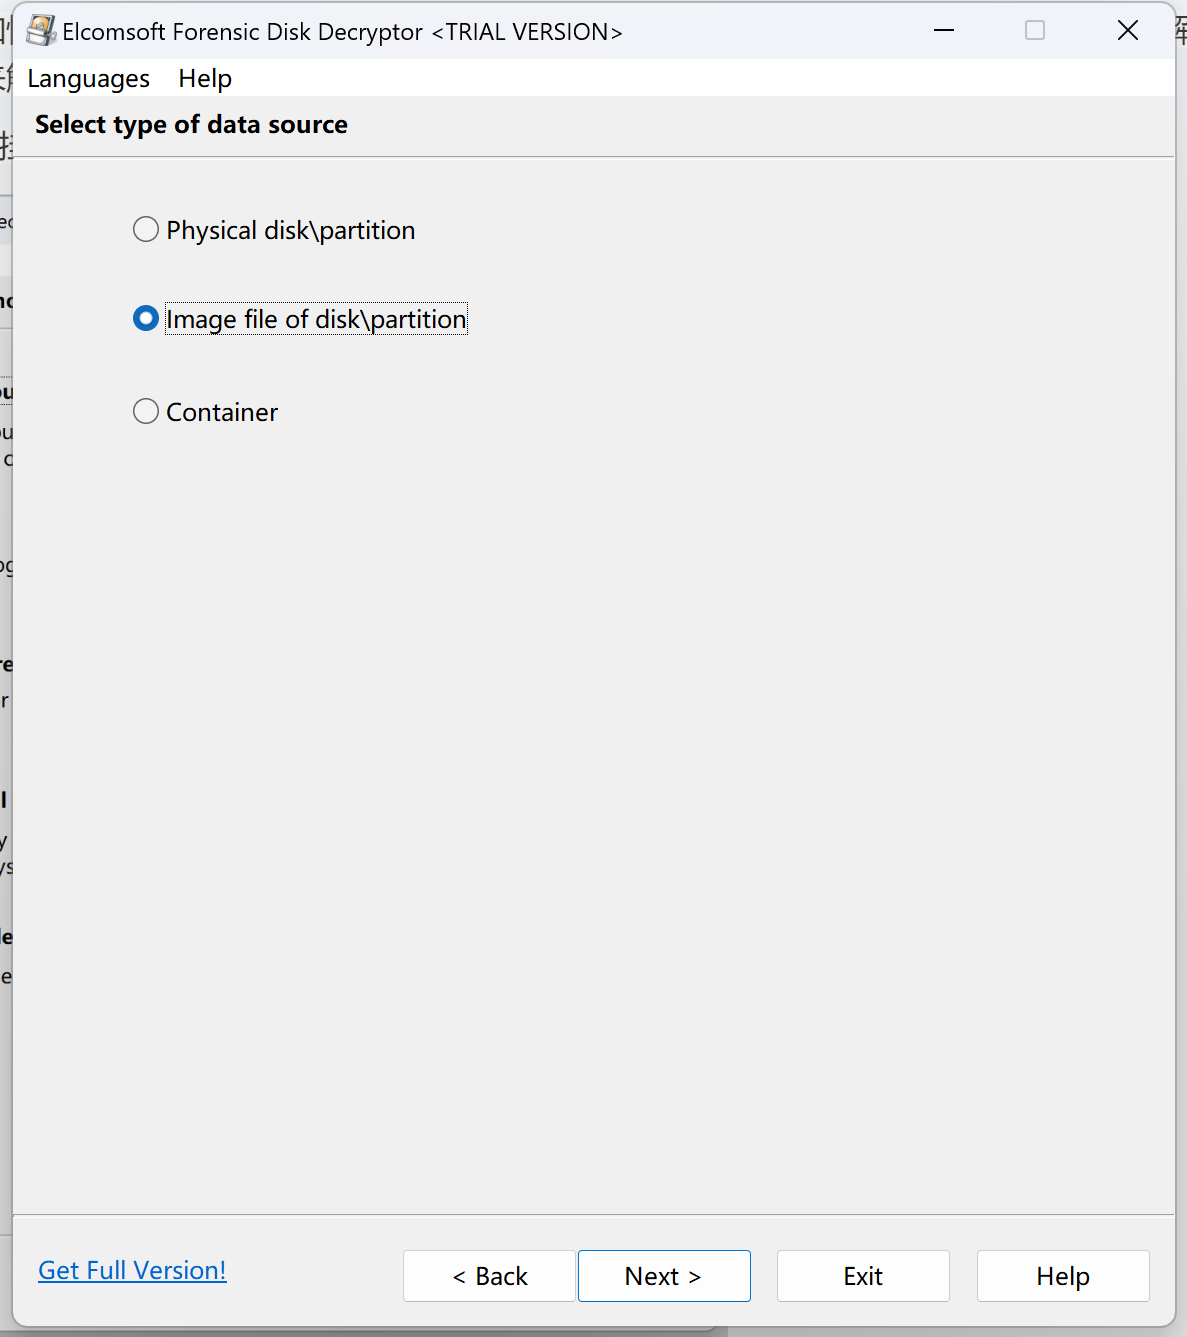 Elcomsoft Forensic Disk Decryptor <TRIAL VERSION>
Languages Help
Select type of data source
Physical disk\partition
Image file of disk\partition
Container
Get Full Version!
< Back
Next >
Exit
Help